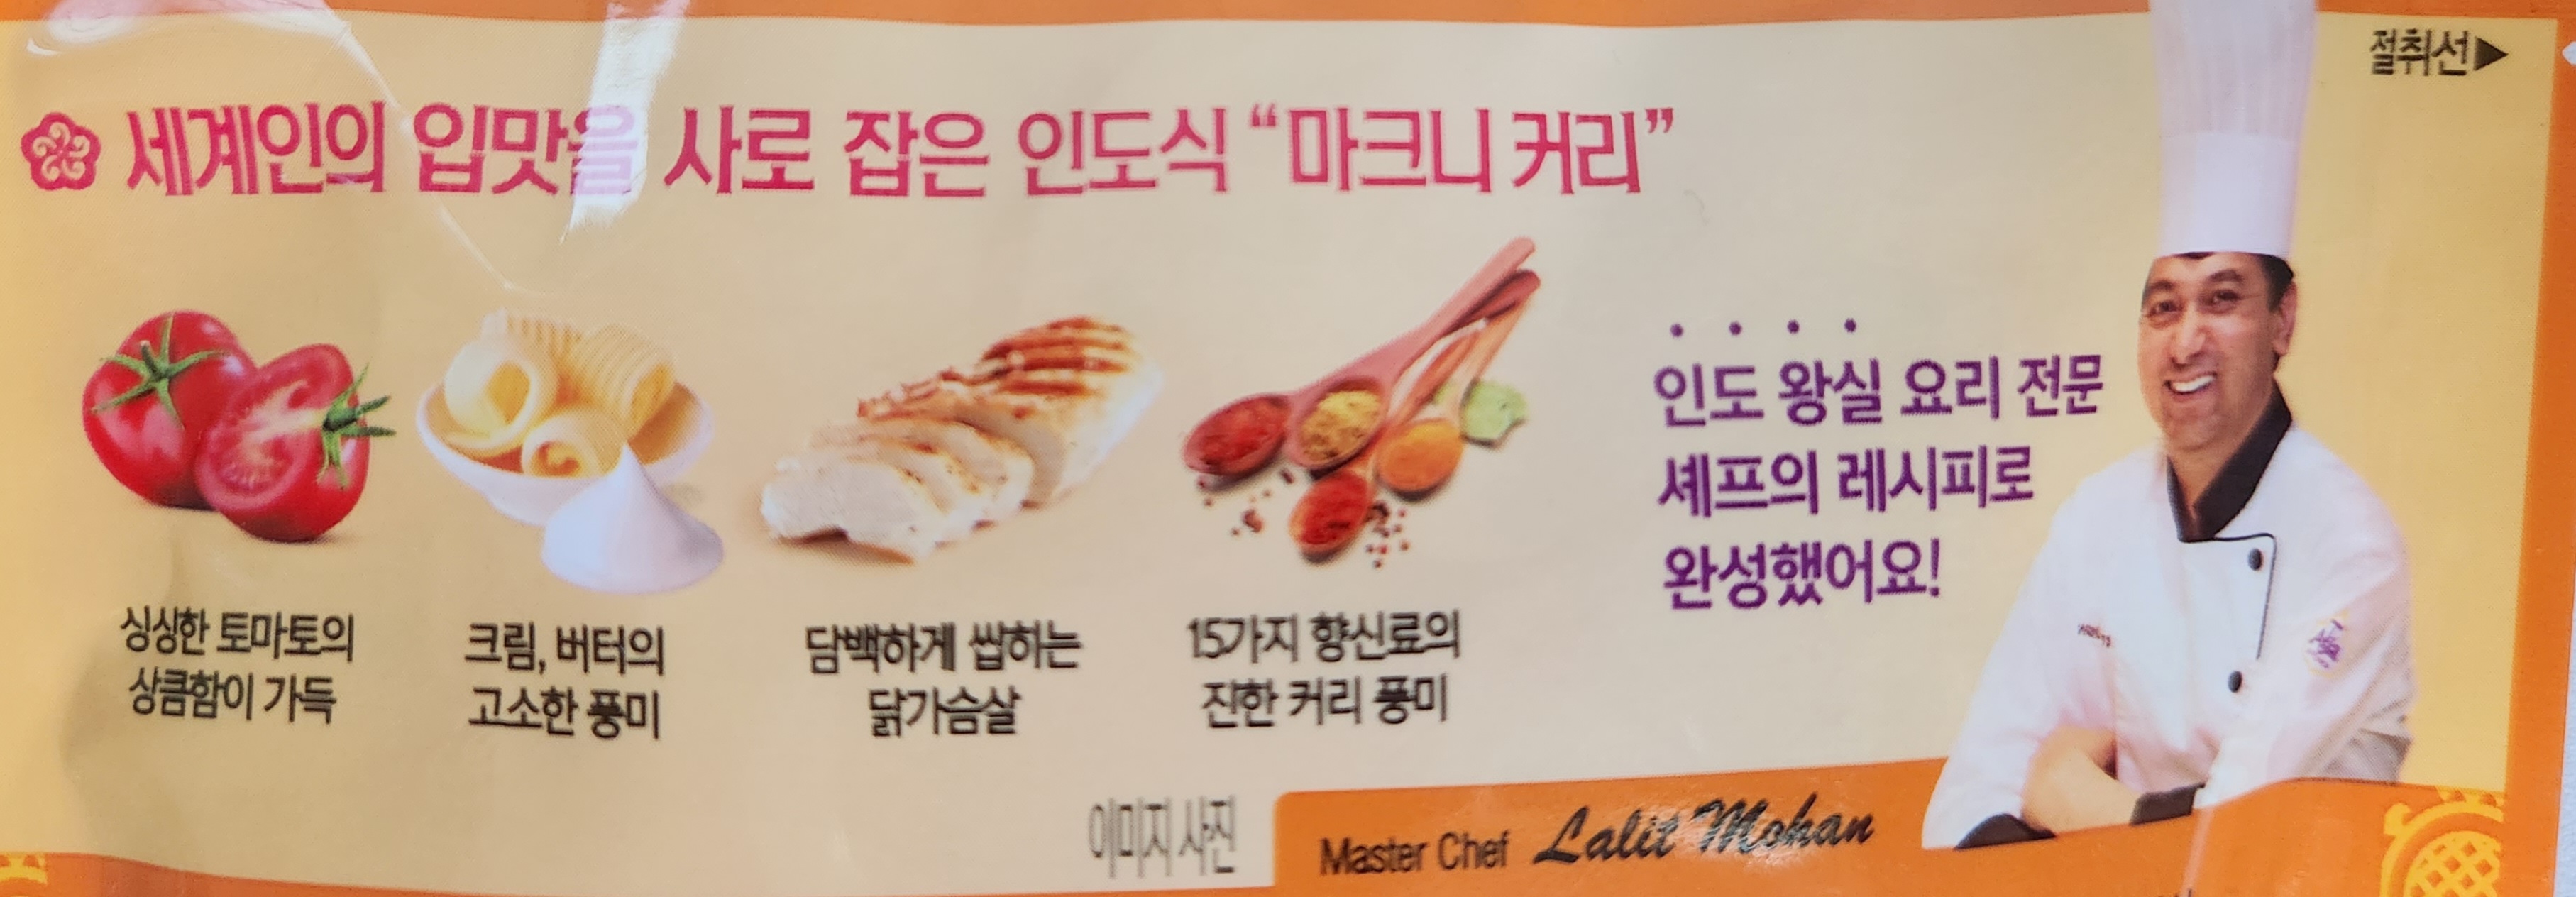 절취선▶
세계인의 입맛을 사로 잡은 인도식 “마크니 커리”
인도 왕실 요리 전문
셰프의 레시피로
완성했어요!
싱싱한 토마토의
상큼함이 가득
크림, 버터의
고소한 풍미
담백하게 씹히는
닭가슴살
15가지 향신료의
진한 커리 풍미
이미지 사진
Master Chef Lalit Mohan